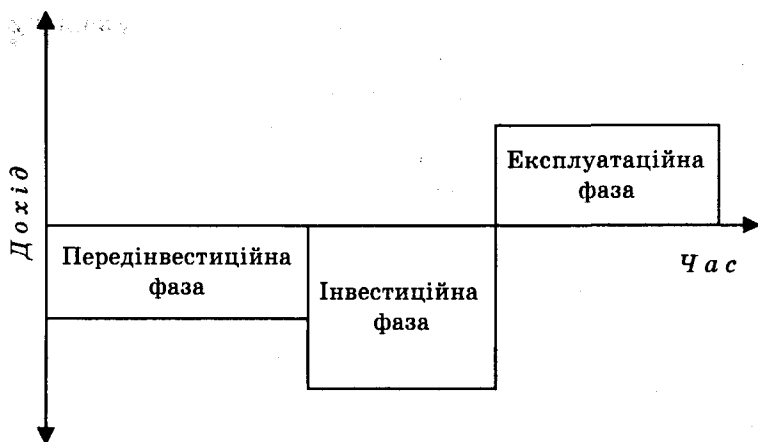 Дохід
Експлуатаційна
фаза
Передінвестиційна
фаза
Інвестиційна
фаза
Час